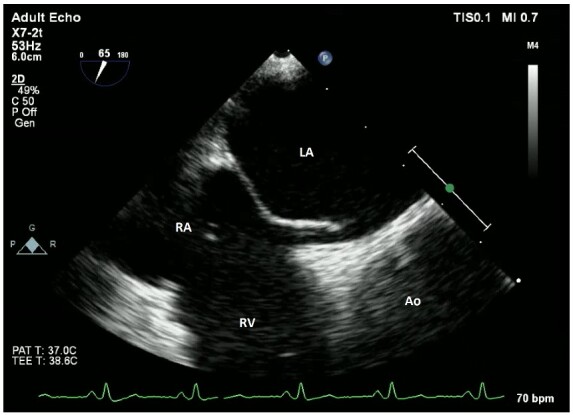 Adult Echo
TIS0.1 MI 0.7
X7-2t
53Hz
6.0cm
0 65 180
P
M4
2D
49%
C 50
P Off
Gen
LA
RA
G
P R
Ao
RV
PAT T: 37.0C
TEE T: 38.6C
70 bpm